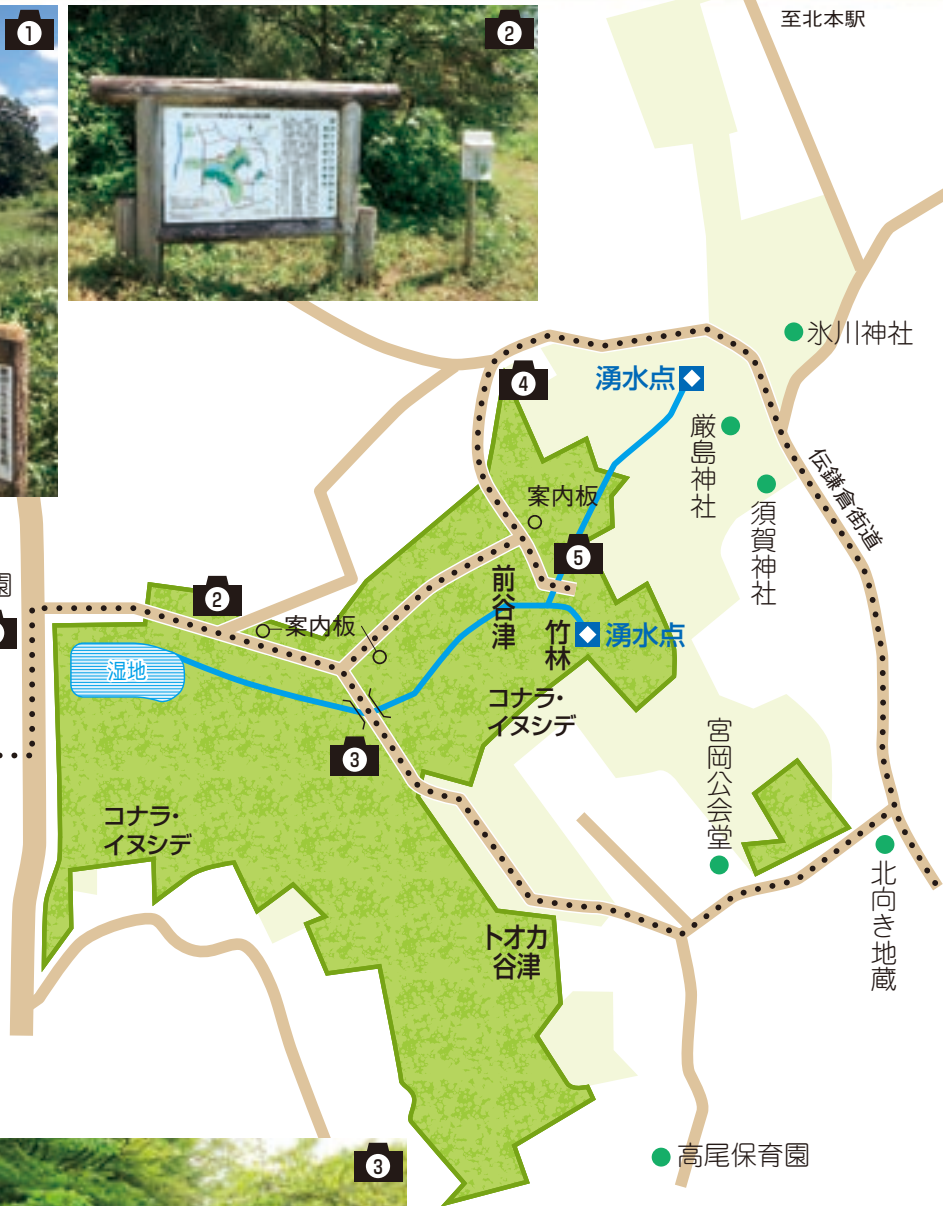 ①
②
至北本駅
氷川神社
湧水点
④
厳島神社
伝鎌倉街道
須賀神社
案内板
⑤
園
②
前谷津
案内板
竹林
湧水点
湿地
コナラ・
イヌシデ
③
宮岡公会堂
コナラ・
イヌシデ
北向き地蔵
トオカ
谷津
③
高尾保育園